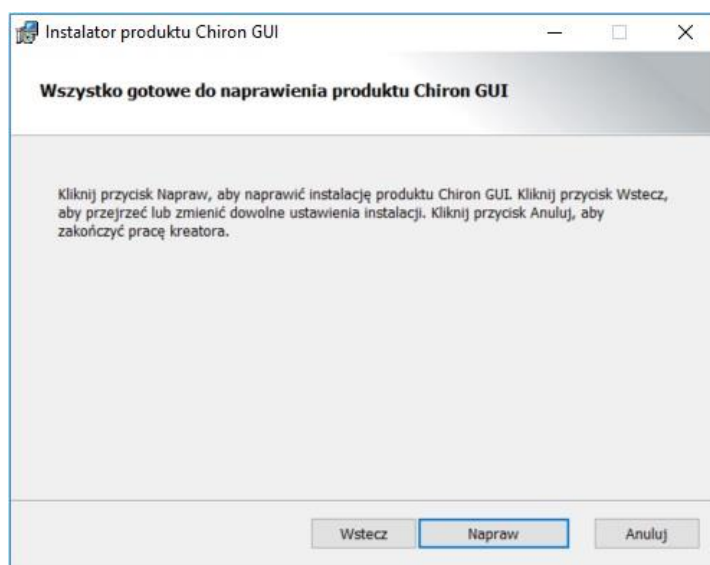 Instalator produktu Chiron GUI
Wszystko gotowe do naprawienia produktu Chiron GUI
Kliknij przycisk Napraw, aby naprawić instalację produktu Chiron GUI. Kliknij przycisk Wstecz,
aby przejrzeć lub zmienić dowolne ustawienia instalacji. Kliknij przycisk Anuluj, aby
zakończyć pracę kreatora.
Wstecz Napraw Anuluj